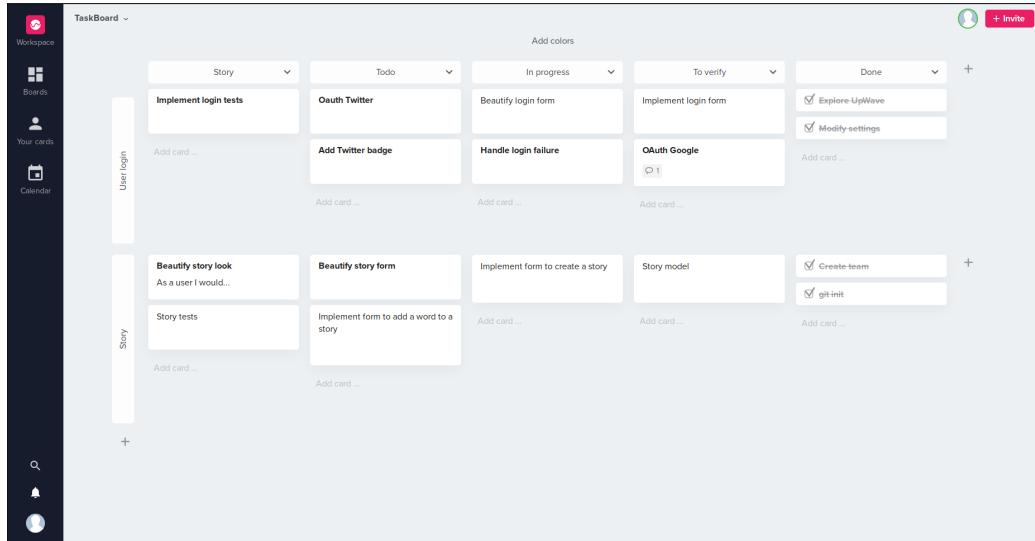 TaskBoard
+ Invite
Workspace
Boards
Your cards
Calendar
Add colors
Story
Todo
In progress
To verify
Done
User login
Implement login tests
Add card ...
Oauth Twitter
Add Twitter badge
Add card ...
Beautify login form
Handle login failure
Add card ...
Implement login form
OAuth Google
1
Add card ...
Explore UpWave
Modify settings
Add card ...
Story
Beautify story look
As a user I would...
Story tests
Add card ...
Beautify story form
Implement form to add a word to a
story
Add card ...
Implement form to create a story
Add card ...
Story model
Add card ...
Create team
git init
Add card ...